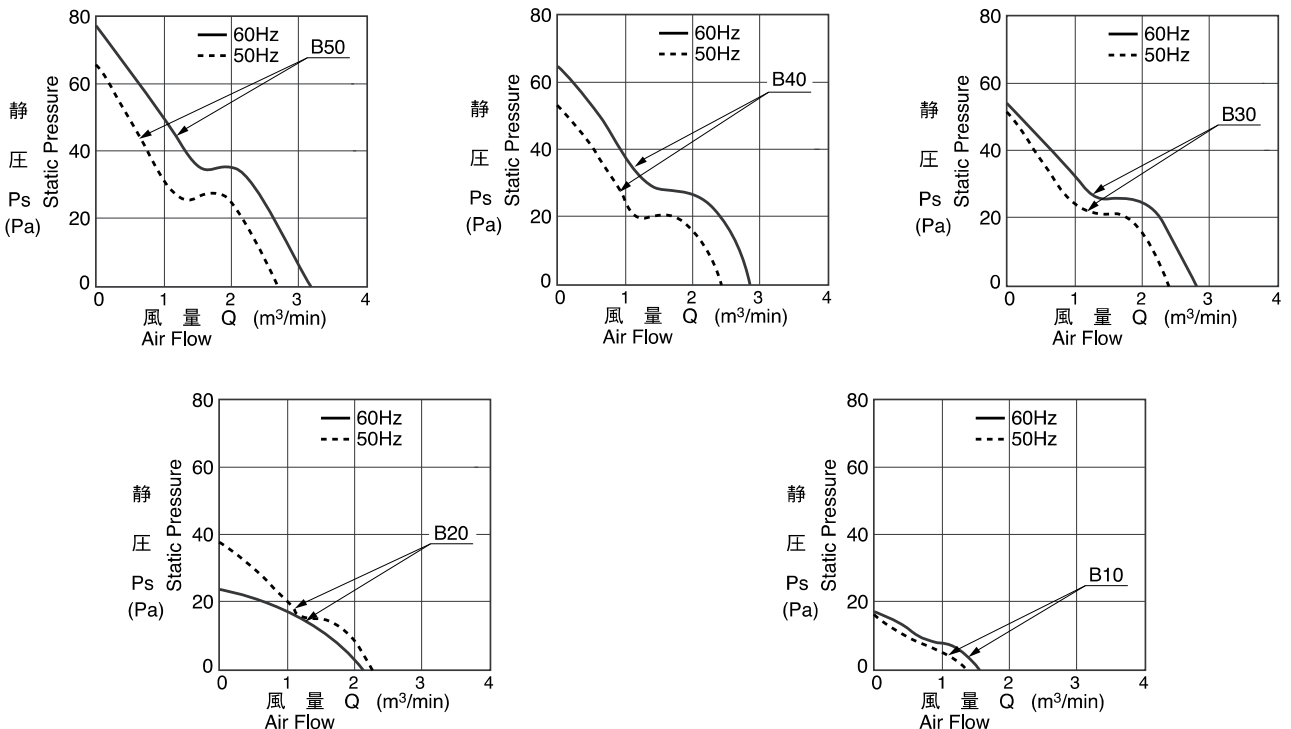 80
60
40
20
0
静
圧
Ps
(Pa)
Static Pressure
60Hz
50Hz
B50
0 1 2 3 4
風 量 Q (m³/min)
Air Flow
80
60
40
20
0
静
圧
Ps
(Pa)
Static Pressure
60Hz
50Hz
B40
0 1 2 3 4
風 量 Q (m³/min)
Air Flow
80
60
40
20
0
静
圧
Ps
(Pa)
Static Pressure
60Hz
50Hz
B30
0 1 2 3 4
風 量 Q (m³/min)
Air Flow
80
60
40
20
0
静
圧
Ps
(Pa)
Static Pressure
60Hz
50Hz
B20
0 1 2 3 4
風 量 Q (m³/min)
Air Flow
80
60
40
20
0
静
圧
Ps
(Pa)
Static Pressure
60Hz
50Hz
B10
0 1 2 3 4
風 量 Q (m³/min)
Air Flow